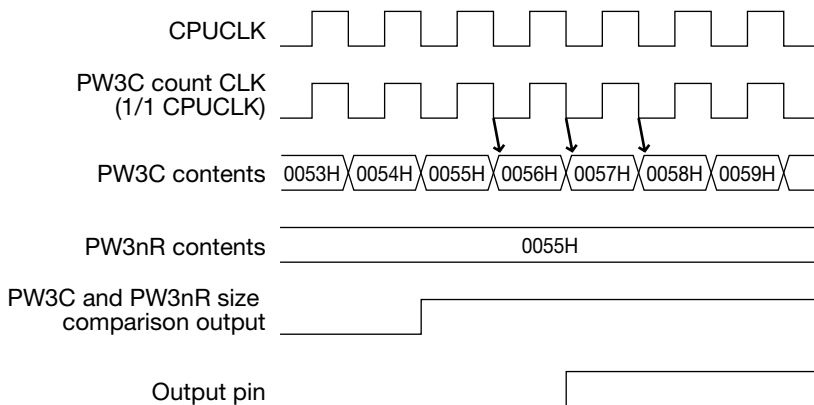 CPUCLK
PW3C count CLK
(1/1 CPUCLK)
PW3C contents 0053H 0054H 0055H 0056H 0057H 0058H 0059H
PW3nR contents 0055H
PW3C and PW3nR size
comparison output
Output pin